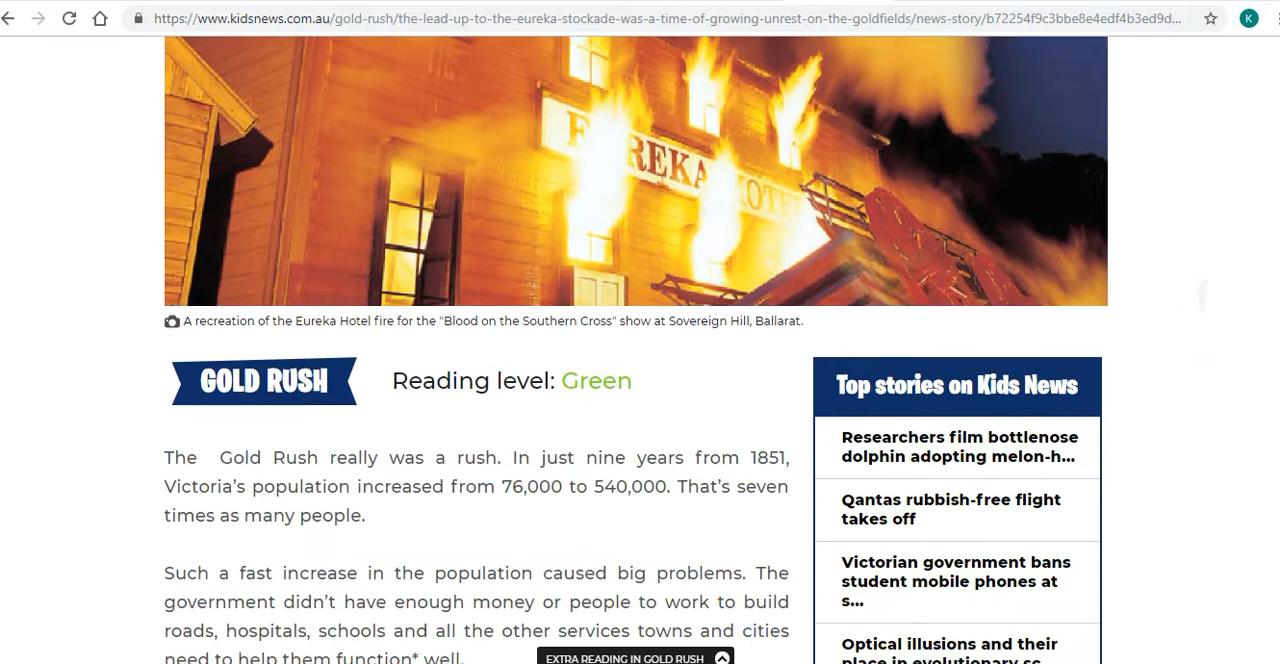 https://www.kidsnews.com.au/gold-rush/the-lead-up-to-the-eureka-stockade-was-a-time-of-growing-unrest-on-the-goldfields/news-story/b72254f9c3bbe8e4edf4b3ed9d...
K
EUREKA HOTEL
A recreation of the Eureka Hotel fire for the "Blood on the Southern Cross" show at Sovereign Hill, Ballarat.
GOLD RUSH
Reading level: Green
The Gold Rush really was a rush. In just nine years from 1851,
Victoria's population increased from 76,000 to 540,000. That's seven
times as many people.
Such a fast increase in the population caused big problems. The
government didn't have enough money or people to work to build
roads, hospitals, schools and all the other services towns and cities
need to help them function* well.
EXTRA READING IN GOLD RUSH
Top stories on Kids News
Researchers film bottlenose
dolphin adopting melon-h...
Qantas rubbish-free flight
takes off
Victorian government bans
student mobile phones at
s...
Optical illusions and their
place in evolutionary sc...